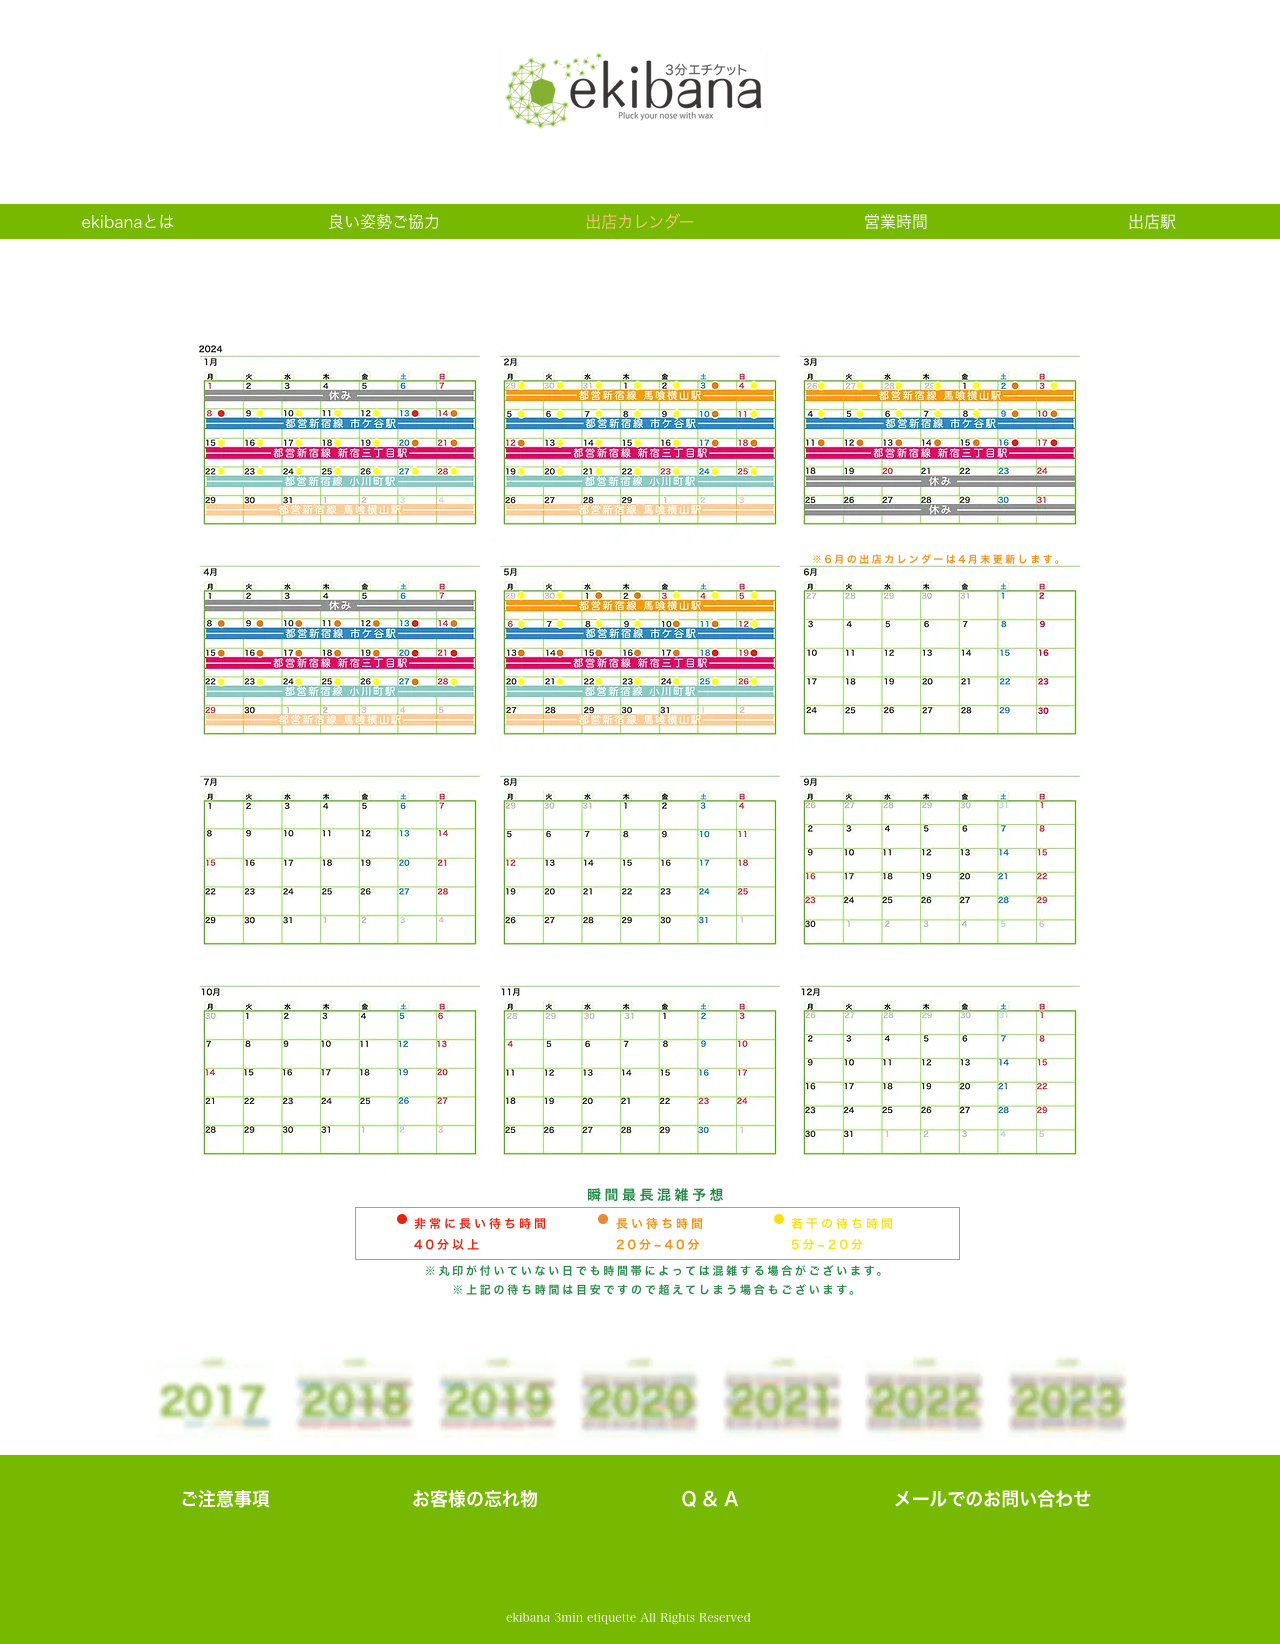 3分エチケット
ekibana
Pluck your nose with wax
ekibanaとは 良い姿勢ご協力 出店カレンダー 営業時間 出店駅
2024
1月
月 火 水 木 金 土 日
1 2 3 4 5 6 7
休み
8 9 10 11 12 13 14
都営新宿線 市ケ谷駅
15 16 17 18 19 20 21
都営新宿線 新宿三丁目駅
22 23 24 25 26 27 28
都営新宿線 小川町駅
29 30 31 1 2 3 4
都営新宿線 馬喰横山駅
2月
月 火 水 木 金 土 日
29 30 31 1 2 3 4
都営新宿線 馬喰横山駅
5 6 7 8 9 10 11
都営新宿線 市ケ谷駅
12 13 14 15 16 17 18
都営新宿線 新宿三丁目駅
19 20 21 22 23 24 25
都営新宿線 小川町駅
26 27 28 29 1 2 3
都営新宿線 馬喰横山駅
3月
月 火 水 木 金 土 日
26 27 28 29 1 2 3
都営新宿線 馬喰横山駅
4 5 6 7 8 9 10
都営新宿線 市ケ谷駅
11 12 13 14 15 16 17
都営新宿線 新宿三丁目駅
18 19 20 21 22 23 24
休み
25 26 27 28 29 30 31
休み
4月
月 火 水 木 金 土 日
1 2 3 4 5 6 7
休み
8 9 10 11 12 13 14
都営新宿線 市ケ谷駅
15 16 17 18 19 20 21
都営新宿線 新宿三丁目駅
22 23 24 25 26 27 28
都営新宿線 小川町駅
29 30 1 2 3 4 5
都営新宿線 馬喰横山駅
5月
月 火 水 木 金 土 日
29 30 1 2 3 4 5
都営新宿線 馬喰横山駅
6 7 8 9 10 11 12
都営新宿線 市ケ谷駅
13 14 15 16 17 18 19
都営新宿線 新宿三丁目駅
20 21 22 23 24 25 26
都営新宿線 小川町駅
27 28 29 30 31 1 2
都営新宿線 馬喰横山駅
※6月の出店カレンダーは4月末更新します。
6月
月 火 水 木 金 土 日
27 28 29 30 31 1 2
3 4 5 6 7 8 9
10 11 12 13 14 15 16
17 18 19 20 21 22 23
24 25 26 27 28 29 30
7月
月 火 水 木 金 土 日
1 2 3 4 5 6 7
8 9 10 11 12 13 14
15 16 17 18 19 20 21
22 23 24 25 26 27 28
29 30 31 1 2 3 4
8月
月 火 水 木 金 土 日
29 30 31 1 2 3 4
5 6 7 8 9 10 11
12 13 14 15 16 17 18
19 20 21 22 23 24 25
26 27 28 29 30 31 1
9月
月 火 水 木 金 土 日
26 27 28 29 30 31 1
2 3 4 5 6 7 8
9 10 11 12 13 14 15
16 17 18 19 20 21 22
23 24 25 26 27 28 29
30 1 2 3 4 5 6
10月
月 火 水 木 金 土 日
30 1 2 3 4 5 6
7 8 9 10 11 12 13
14 15 16 17 18 19 20
21 22 23 24 25 26 27
28 29 30 31 1 2 3
11月
月 火 水 木 金 土 日
28 29 30 31 1 2 3
4 5 6 7 8 9 10
11 12 13 14 15 16 17
18 19 20 21 22 23 24
25 26 27 28 29 30 1
12月
月 火 水 木 金 土 日
26 27 28 29 30 31 1
2 3 4 5 6 7 8
9 10 11 12 13 14 15
16 17 18 19 20 21 22
23 24 25 26 27 28 29
30 31 1 2 3 4 5
瞬間最長混雑予想
非常に長い待ち時間 長い待ち時間 若干の待ち時間
40分以上 20分~40分 5分~20分
※丸印が付いていない日でも時間帯によっては混雑する場合がございます。
※上記の待ち時間は目安ですので超えてしまう場合もございます。
2017 2018 2019 2020 2021 2022 2023
ご注意事項 お客様の忘れ物 Q & A メールでのお問い合わせ
ekibana 3min etiquette All Rights Reserved